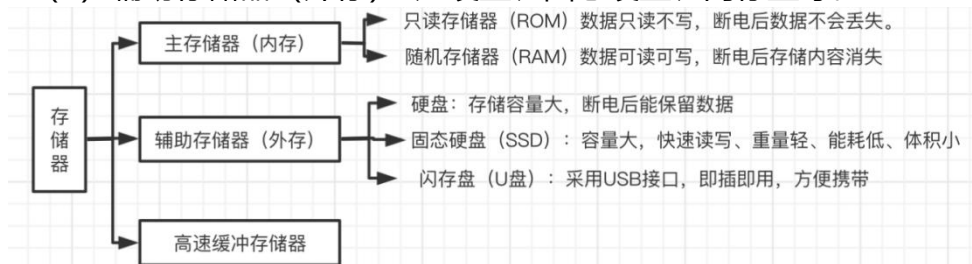 只读存储器（ROM）数据只读不写，断电后数据不会丢失。
主存储器（内存）
随机存储器（RAM）数据可读可写，断电后存储内容消失
存储器
硬盘：存储容量大，断电后能保留数据
辅助存储器（外存）
固态硬盘（SSD）：容量大，快速读写、重量轻、能耗低、体积小
闪存盘（U盘）：采用USB接口，即插即用，方便携带
高速缓冲存储器